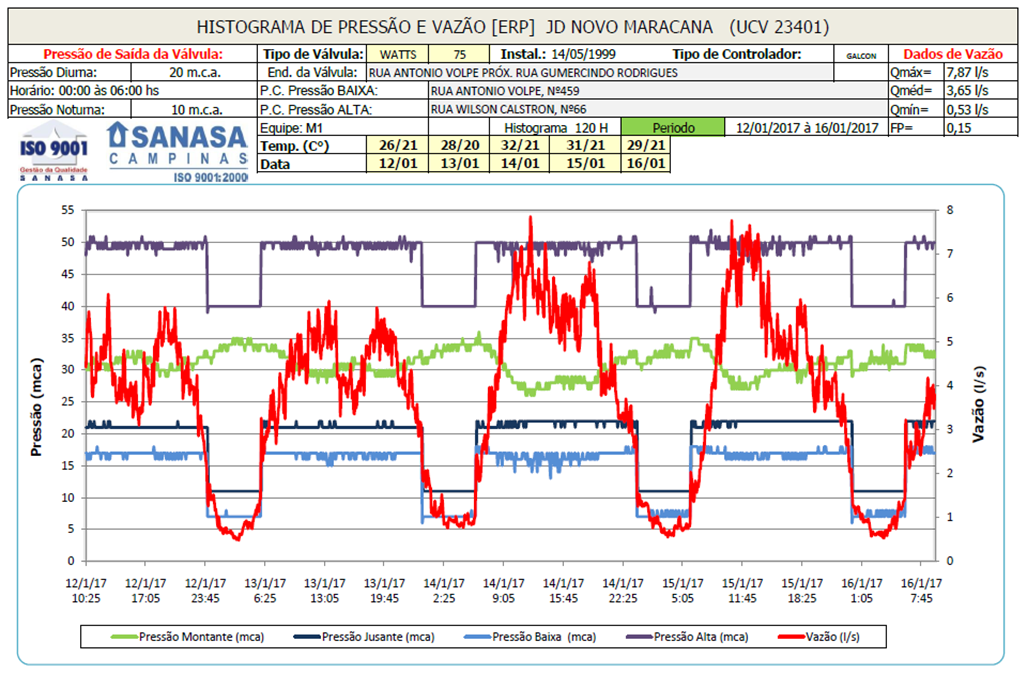 HISTOGRAMA DE PRESSÃO E VAZÃO [ERP] JD NOVO MARACANA (UCV 23401)
Pressão de Saída da Válvula: Tipo de Válvula: WATTS 75 Instal.: 14/05/1999 Tipo de Controlador: GALCON Dados de Vazão
Pressão Diurna: 20 m.c.a. End. da Válvula: RUA ANTONIO VOLPE PRÓX. RUA GUMERCINDO RODRIGUES Qmáx= 7,87 l/s
Horário: 00:00 às 06:00 hs P.C. Pressão BAIXA: RUA ANTONIO VOLPE, Nº459 Qméd= 3,65 l/s
Pressão Noturna: 10 m.c.a. P.C. Pressão ALTA: RUA WILSON CALSTRON, Nº66 Qmín= 0,53 l/s
Equipe: M1 Histograma 120 H Periodo 12/01/2017 à 16/01/2017 FP= 0,15
Temp. (C°) 26/21 28/20 32/21 31/21 29/21
Data 12/01 13/01 14/01 15/01 16/01
ISO 9001
Gestão da Qualidade
SANASA
SANASA
CAMPINAS
ISO 9001:2000
Pressão (mca)
55
50
45
40
35
30
25
20
15
10
5
0
8
7
6
5
4
3
2
1
0
Vazão (l/s)
12/1/17 12/1/17 12/1/17 13/1/17 13/1/17 13/1/17 14/1/17 14/1/17 14/1/17 14/1/17 15/1/17 15/1/17 15/1/17 16/1/17 16/1/17
10:25 17:05 23:45 6:25 13:05 19:45 2:25 9:05 15:45 22:25 5:05 11:45 18:25 1:05 7:45
Pressão Montante (mca) Pressão Jusante (mca) Pressão Baixa (mca) Pressão Alta (mca) Vazão (l/s)